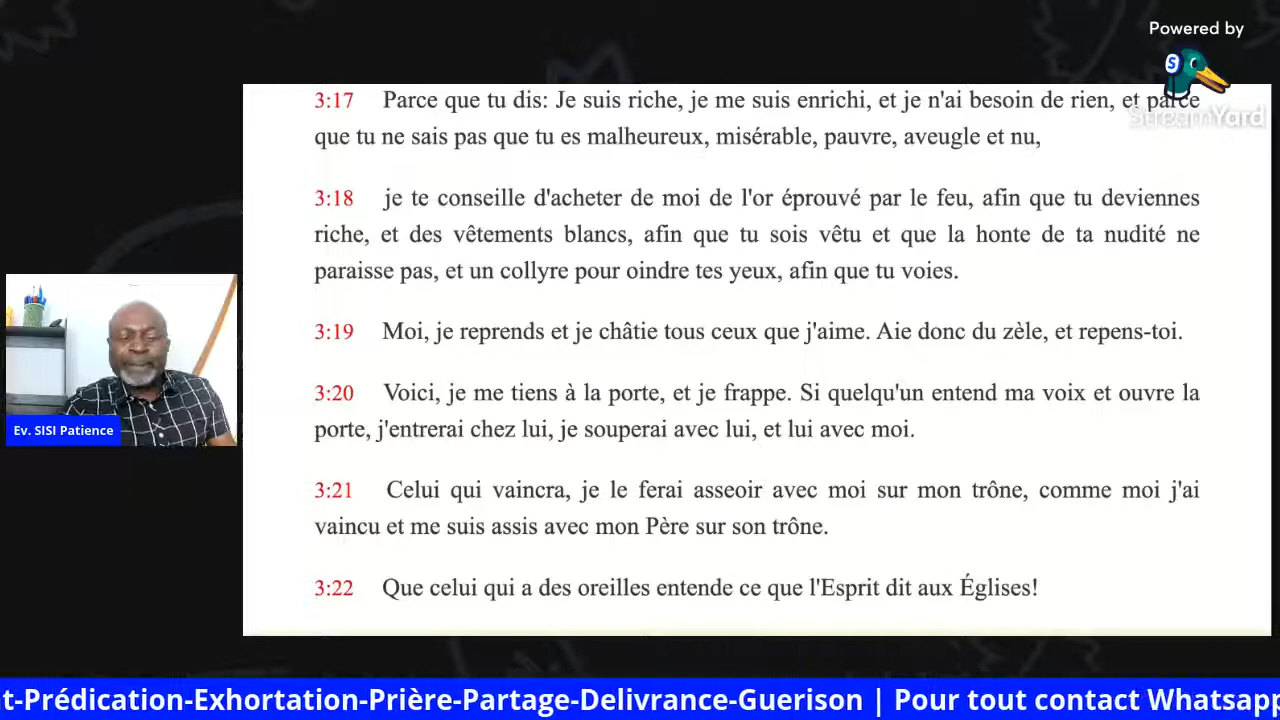 Powered by
S
StreamYard
3:17 Parce que tu dis: Je suis riche, je me suis enrichi, et je n'ai besoin de rien, et parce
que tu ne sais pas que tu es malheureux, misérable, pauvre, aveugle et nu,
3:18 je te conseille d'acheter de moi de l'or éprouvé par le feu, afin que tu deviennes
riche, et des vêtements blancs, afin que tu sois vêtu et que la honte de ta nudité ne
paraisse pas, et un collyre pour oindre tes yeux, afin que tu voies.
3:19 Moi, je reprends et je châtie tous ceux que j'aime. Aie donc du zèle, et repens-toi.
3:20 Voici, je me tiens à la porte, et je frappe. Si quelqu'un entend ma voix et ouvre la
porte, j'entrerai chez lui, je souperai avec lui, et lui avec moi.
3:21 Celui qui vaincra, je le ferai asseoir avec moi sur mon trône, comme moi j'ai
vaincu et me suis assis avec mon Père sur son trône.
3:22 Que celui qui a des oreilles entende ce que l'Esprit dit aux Églises!
Ev. SISI Patience
t-Prédication-Exhortation-Prière-Partage-Delivrance-Guerison | Pour tout contact Whatsapp